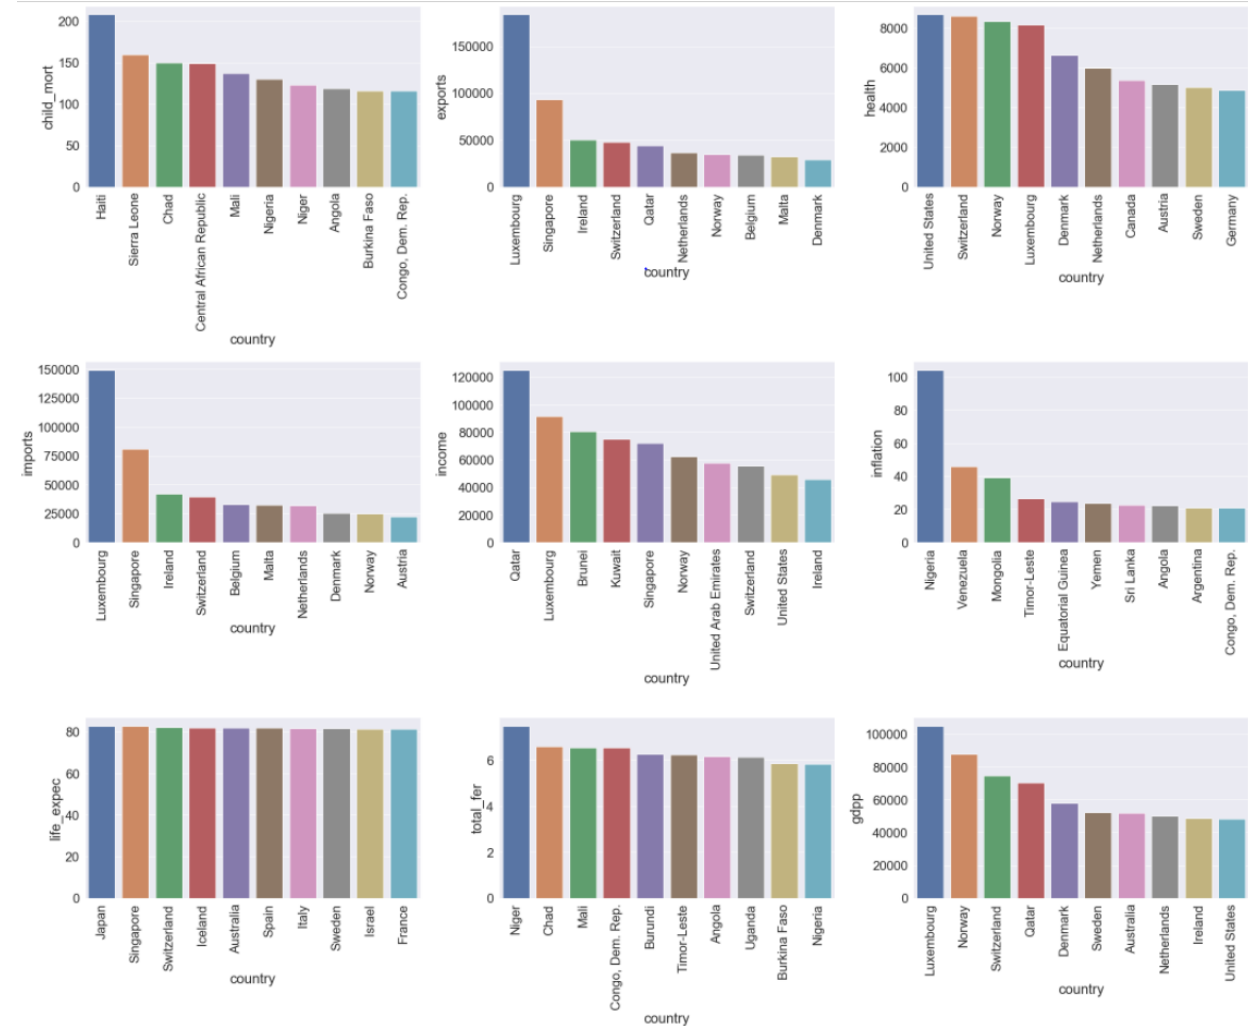 child_mort
200
150
100
50
0
Haiti
Sierra Leone
Chad
Central African Republic
Mali
Nigeria
Niger
Angola
Burkina Faso
Congo, Dem. Rep.
country
exports
150000
100000
50000
0
Luxembourg
Singapore
Ireland
Switzerland
Qatar
Netherlands
Norway
Belgium
Malta
Denmark
country
health
8000
6000
4000
2000
0
United States
Switzerland
Norway
Luxembourg
Denmark
Netherlands
Canada
Austria
Sweden
Germany
country
imports
150000
125000
100000
75000
50000
25000
0
Luxembourg
Singapore
Ireland
Switzerland
Belgium
Malta
Netherlands
Denmark
Norway
Austria
country
income
120000
100000
80000
60000
40000
20000
0
Qatar
Luxembourg
Brunei
Kuwait
Singapore
Norway
United Arab Emirates
Switzerland
United States
Ireland
country
inflation
100
80
60
40
20
0
Nigeria
Venezuela
Mongolia
Timor-Leste
Equatorial Guinea
Yemen
Sri Lanka
Angola
Argentina
Congo, Dem. Rep.
country
life_expec
80
60
40
20
0
Japan
Singapore
Switzerland
Iceland
Australia
Spain
Italy
Sweden
Israel
France
country
total_fer
6
4
2
0
Niger
Chad
Mali
Congo, Dem. Rep.
Burundi
Timor-Leste
Angola
Uganda
Burkina Faso
Nigeria
country
gdpp
100000
80000
60000
40000
20000
0
Luxembourg
Norway
Switzerland
Qatar
Denmark
Sweden
Australia
Netherlands
Ireland
United States
country